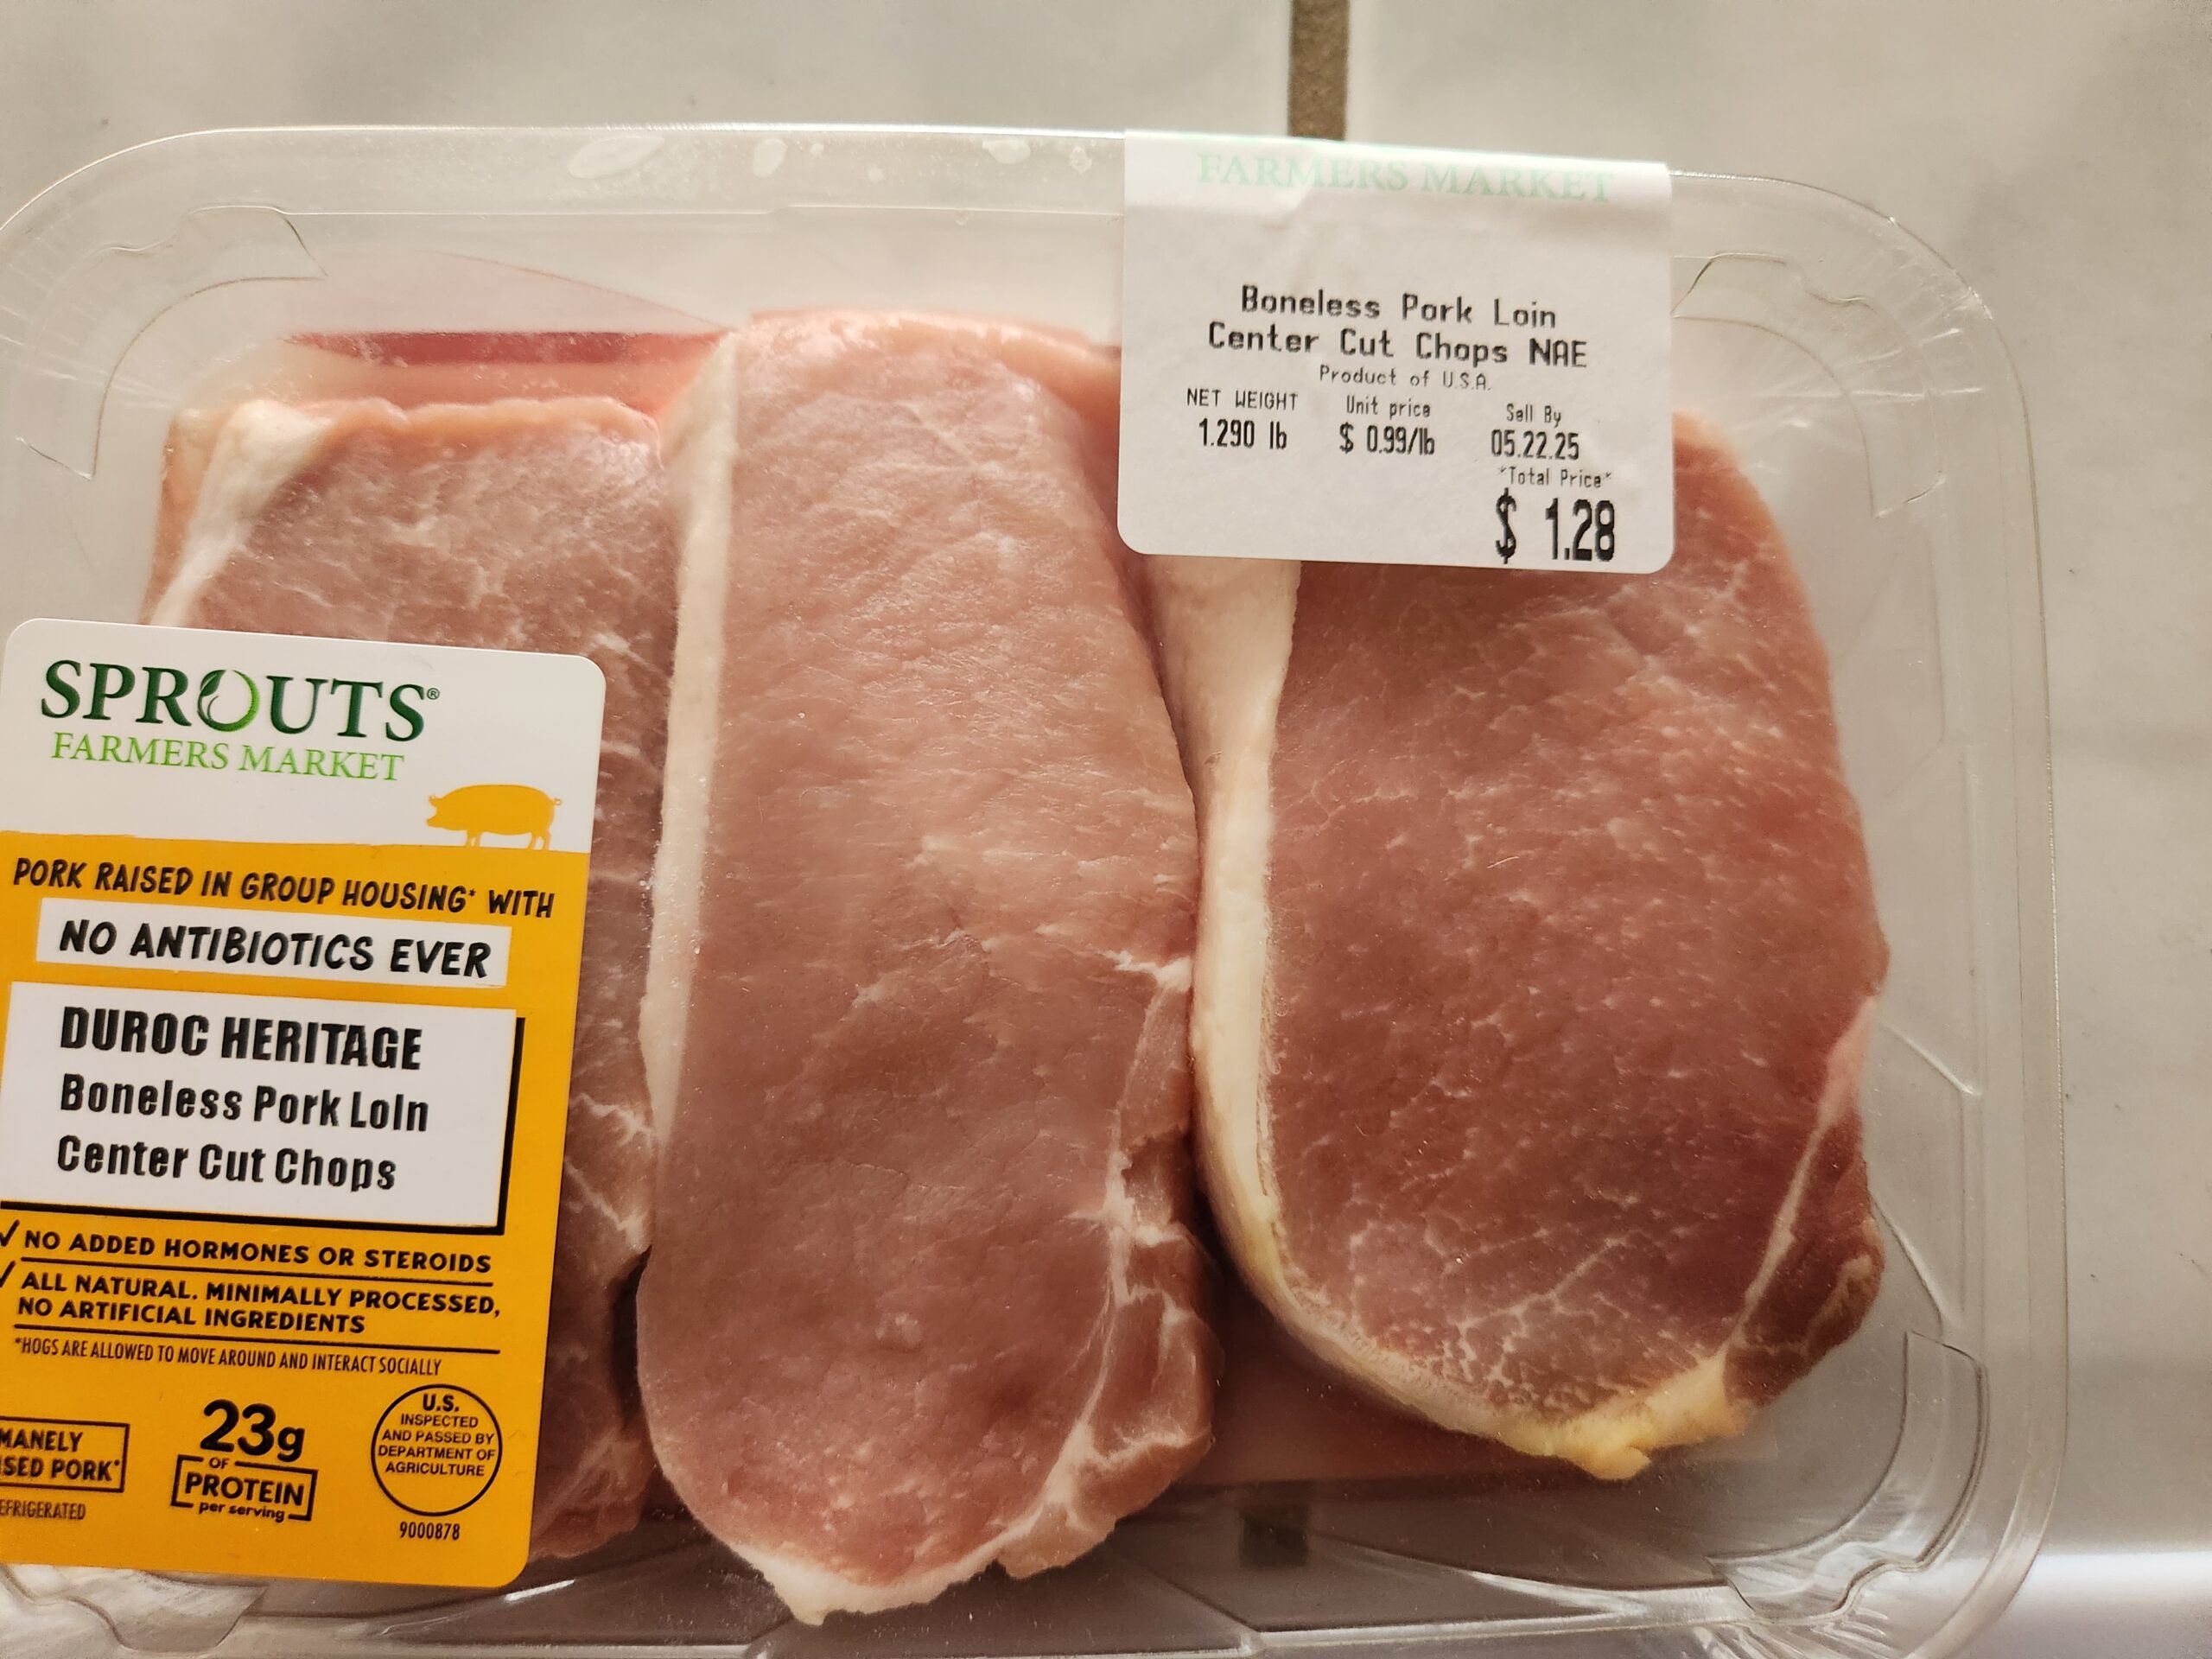 FARMERS MARKET
Boneless Pork Loin
Center Cut Chops NAE
Product of U.S.A.
NET WEIGHT Unit price Sell By
1.290 lb $ 0.99/lb 05.22.25
*Total Price*
$ 1.28
SPROUTS®
FARMERS MARKET
PORK RAISED IN GROUP HOUSING* WITH
NO ANTIBIOTICS EVER
DUROC HERITAGE
Boneless Pork Loin
Center Cut Chops
✓ NO ADDED HORMONES OR STEROIDS
✓ ALL NATURAL. MINIMALLY PROCESSED,
NO ARTIFICIAL INGREDIENTS
*HOGS ARE ALLOWED TO MOVE AROUND AND INTERACT SOCIALLY
MANELY
SED PORK*
EFRIGERATED
23g
OF
PROTEIN
per serving
U.S.
INSPECTED
AND PASSED BY
DEPARTMENT OF
AGRICULTURE
9000878